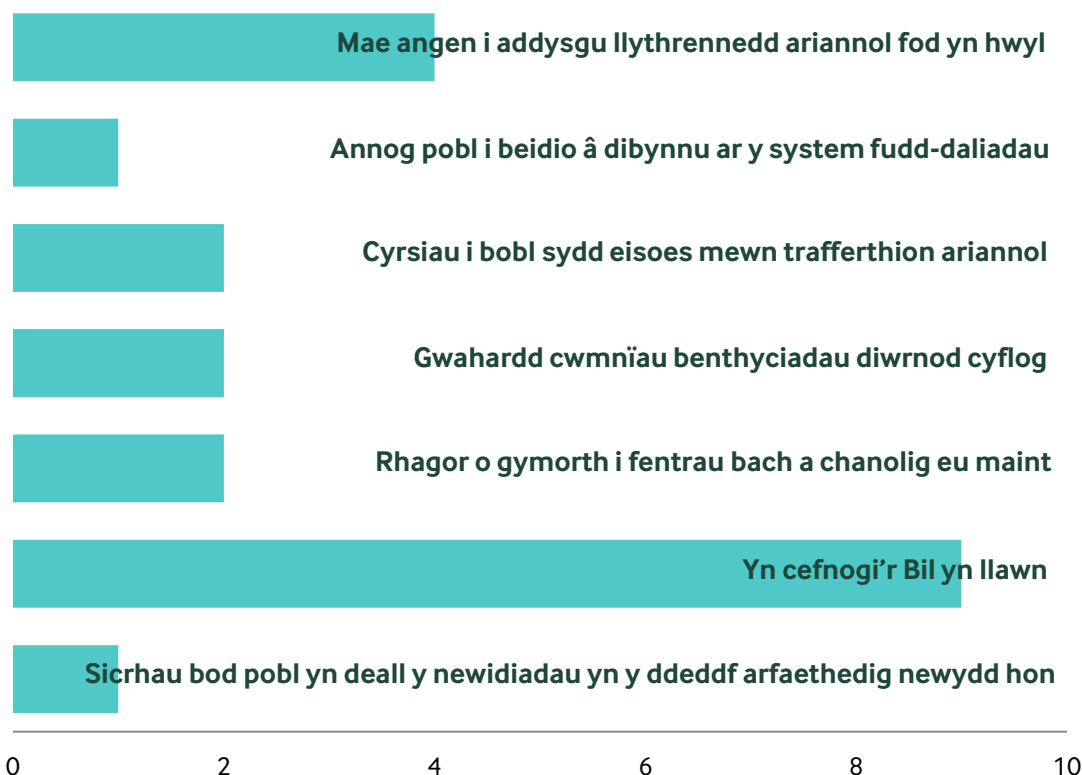 Mae angen i addysgu llythrennedd ariannol fod yn hwyl
Annog pobl i beidio â dibynnu ar y system fudd-daliadau
Cyrsiau i bobl sydd eisoes mewn trafferthion ariannol
Gwahardd cwmnïau benthyciadau diwrnod cyflog
Rhagor o gymorth i fentrau bach a chanolig eu maint
Yn cefnogi’r Bil yn llawn
Sicrhau bod pobl yn deall y newidiadau yn y ddeddf arfaethedig newydd hon
0 2 4 6 8 10